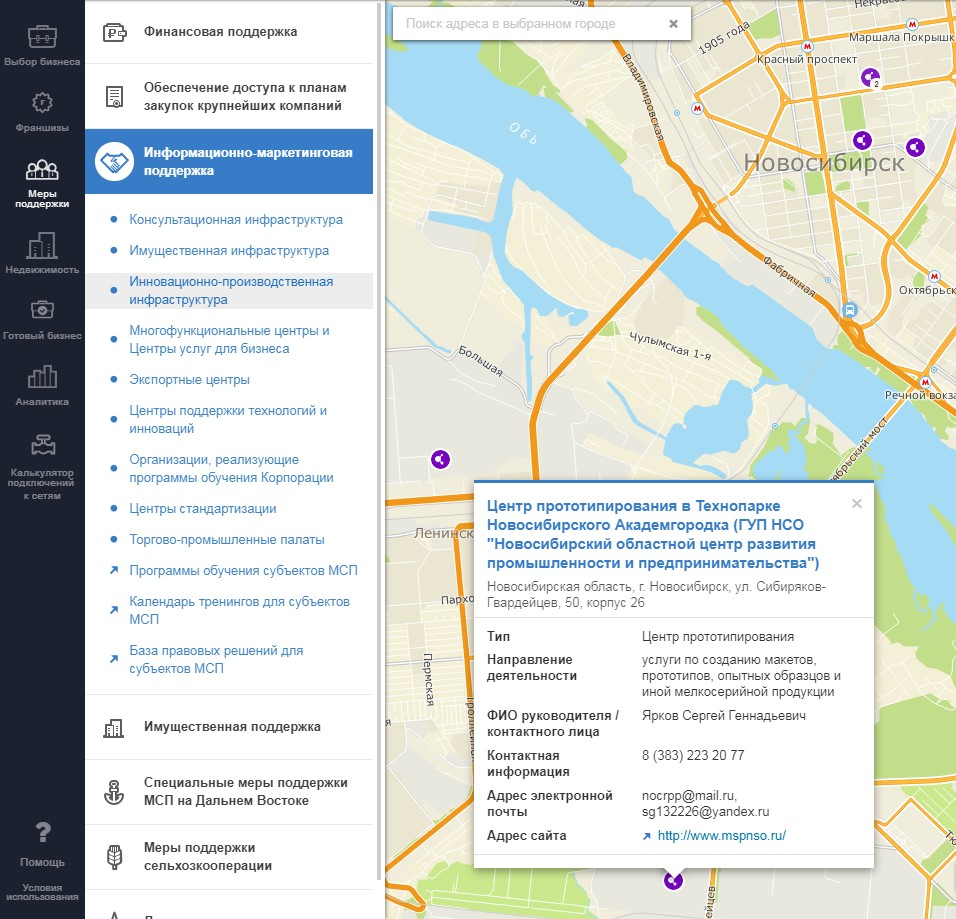 Выбор бизнеса
Франшизы
Меры
поддержки
Недвижимость
Готовый бизнес
Аналитика
Калькулятор
подключений
к сетям
?
Помощь
Условия
использования
Финансовая поддержка
Обеспечение доступа к планам
закупок крупнейших компаний
Информационно-маркетинговая
поддержка
Консультационная инфраструктура
Имущественная инфраструктура
Инновационно-производственная
инфраструктура
Многофункциональные центры и
Центры услуг для бизнеса
Экспортные центры
Центры поддержки технологий и
инноваций
Организации, реализующие
программы обучения Корпорации
Центры стандартизации
Торгово-промышленные палаты
Программы обучения субъектов МСП
Календарь тренингов для субъектов
МСП
База правовых решений для
субъектов МСП
Имущественная поддержка
Специальные меры поддержки
МСП на Дальнем Востоке
Меры поддержки
сельхозкооперации
Поиск адреса в выбранном городе
Некрасо
Маршала Покрышк
1905 года
Красный проспект
2
Владимировская
Обь
Новосибирск
Фабричная
Октябрьск
Чулымская 1-я
Большая
Речной вокза
ябрьский мост
Ленинск
Центр прототипирования в Технопарке
Новосибирского Академгородка (ГУП НСО
"Новосибирский областной центр развития
промышленности и предпринимательства")
Новосибирская область, г. Новосибирск, ул. Сибиряков-
Гвардейцев, 50, корпус 26
Тип Центр прототипирования
Направление услуги по созданию макетов,
деятельности прототипов, опытных образцов и
иной мелкосерийной продукции
ФИО руководителя / Ярков Сергей Геннадьевич
контактного лица
Контактная 8 (383) 223 20 77
информация
Адрес электронной nocrpp@mail.ru,
почты sg132226@yandex.ru
Адрес сайта http://www.mspnso.ru/
Пархо
Пермская
Троллейная
ейцев